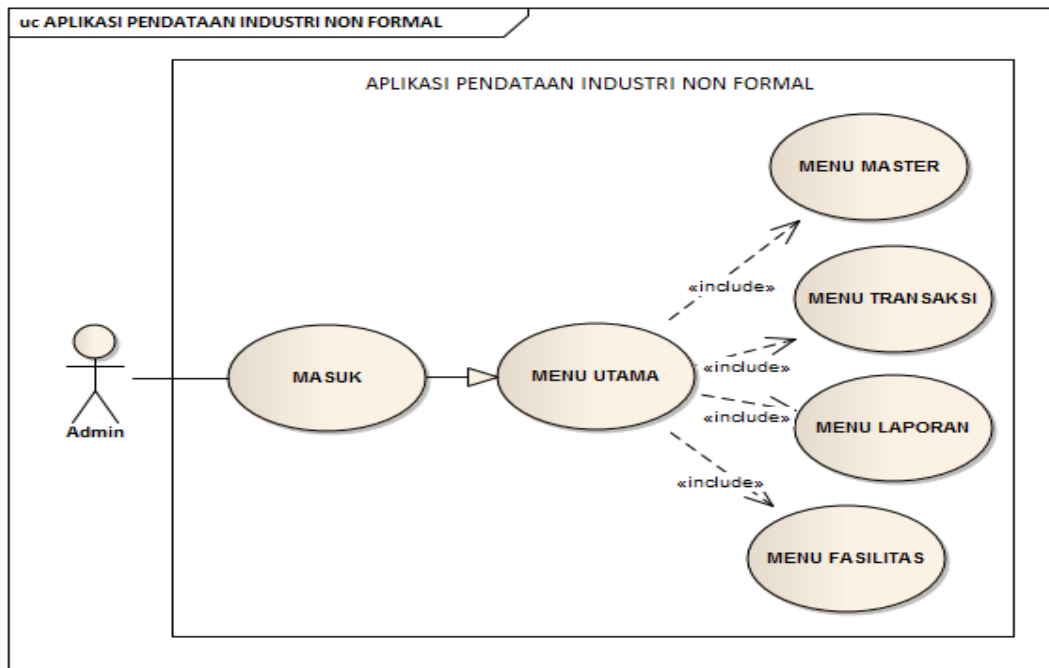 uc APLIKASI PENDATAAN INDUSTRI NON FORMAL
APLIKASI PENDATAAN INDUSTRI NON FORMAL
MENU MASTER
«include»
MENU TRANSAKSI
«include»
MASUK
MENU UTAMA
«include»
MENU LAPORAN
Admin
«include»
MENU FASILITAS